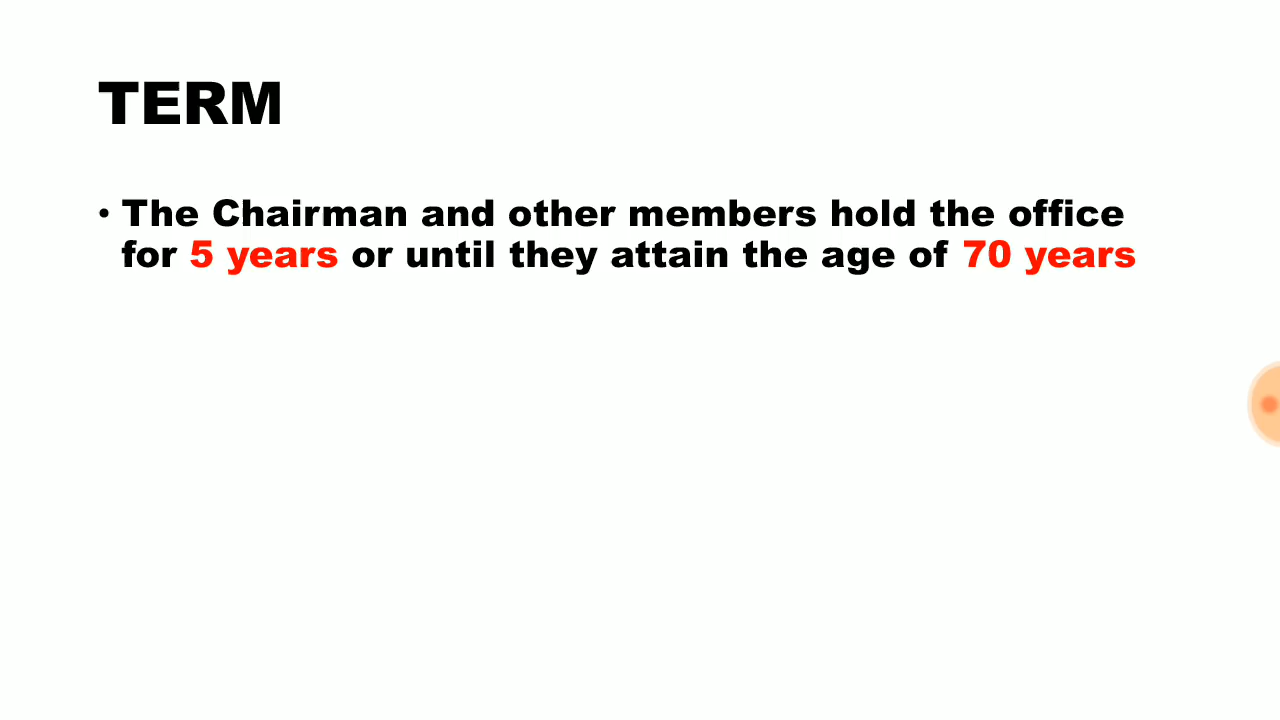 TERM
• The Chairman and other members hold the office
for 5 years or until they attain the age of 70 years